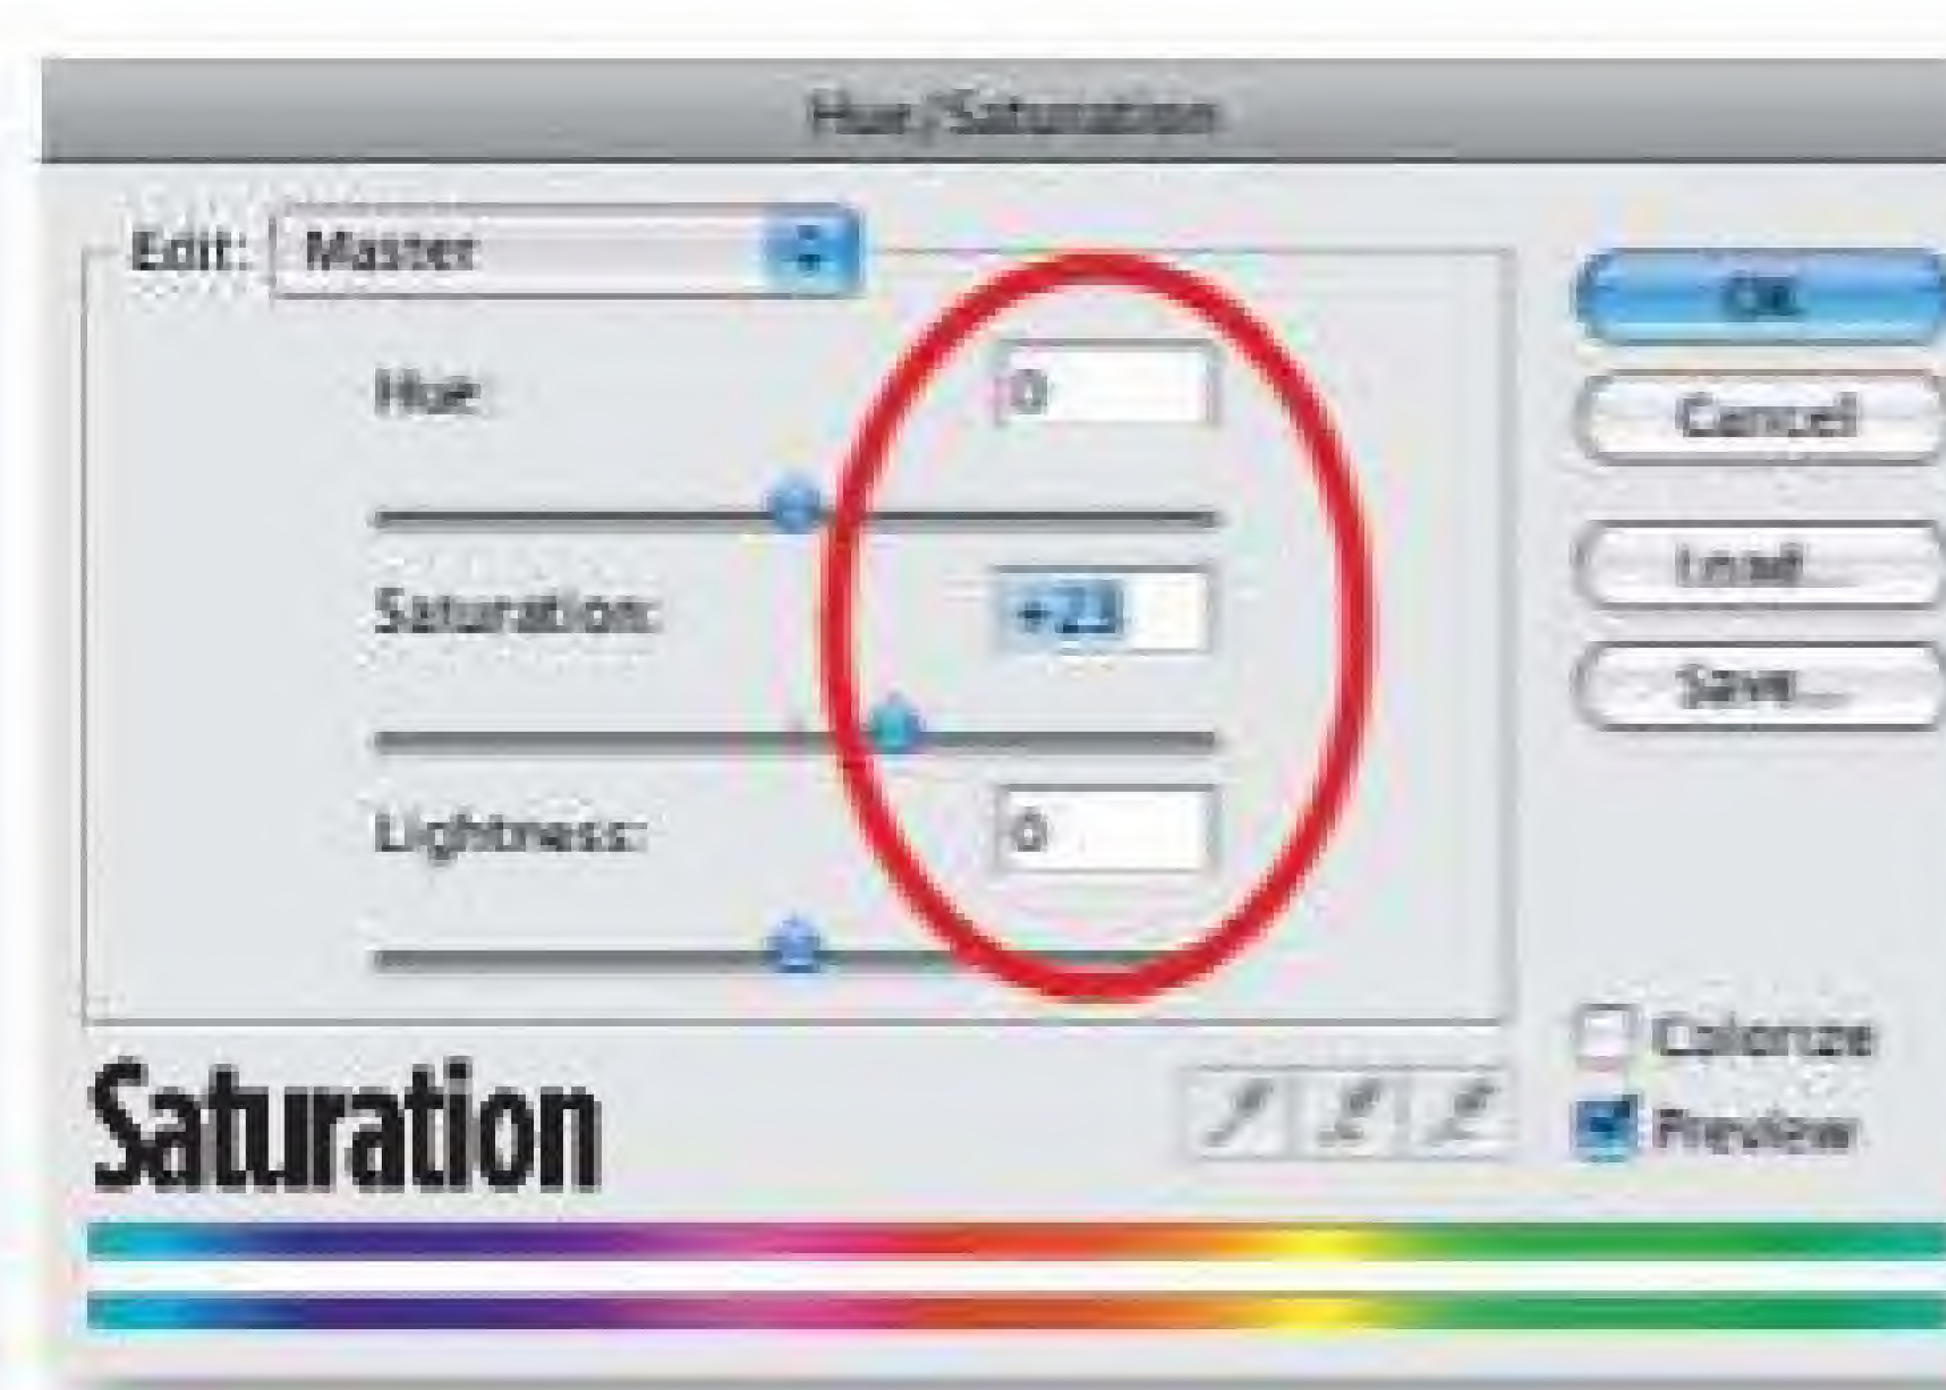 Hue/Saturation
Edit: Master
Hue 0
OK
Cancel
Saturation: +23
Load...
Save...
Lightness: 0
Colorize
Preview
Saturation